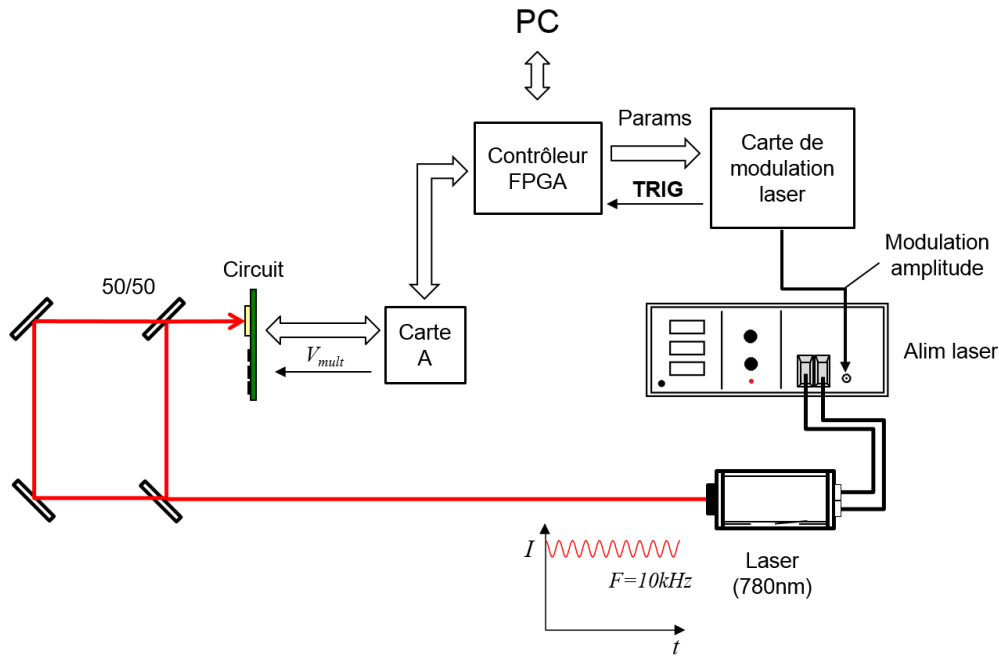 PC
Contrôleur
FPGA
Params
TRIG
Carte de
modulation
laser
Modulation
amplitude
50/50
Circuit
V_mult
Carte
A
Alim laser
I
F=10kHz
t
Laser
(780nm)